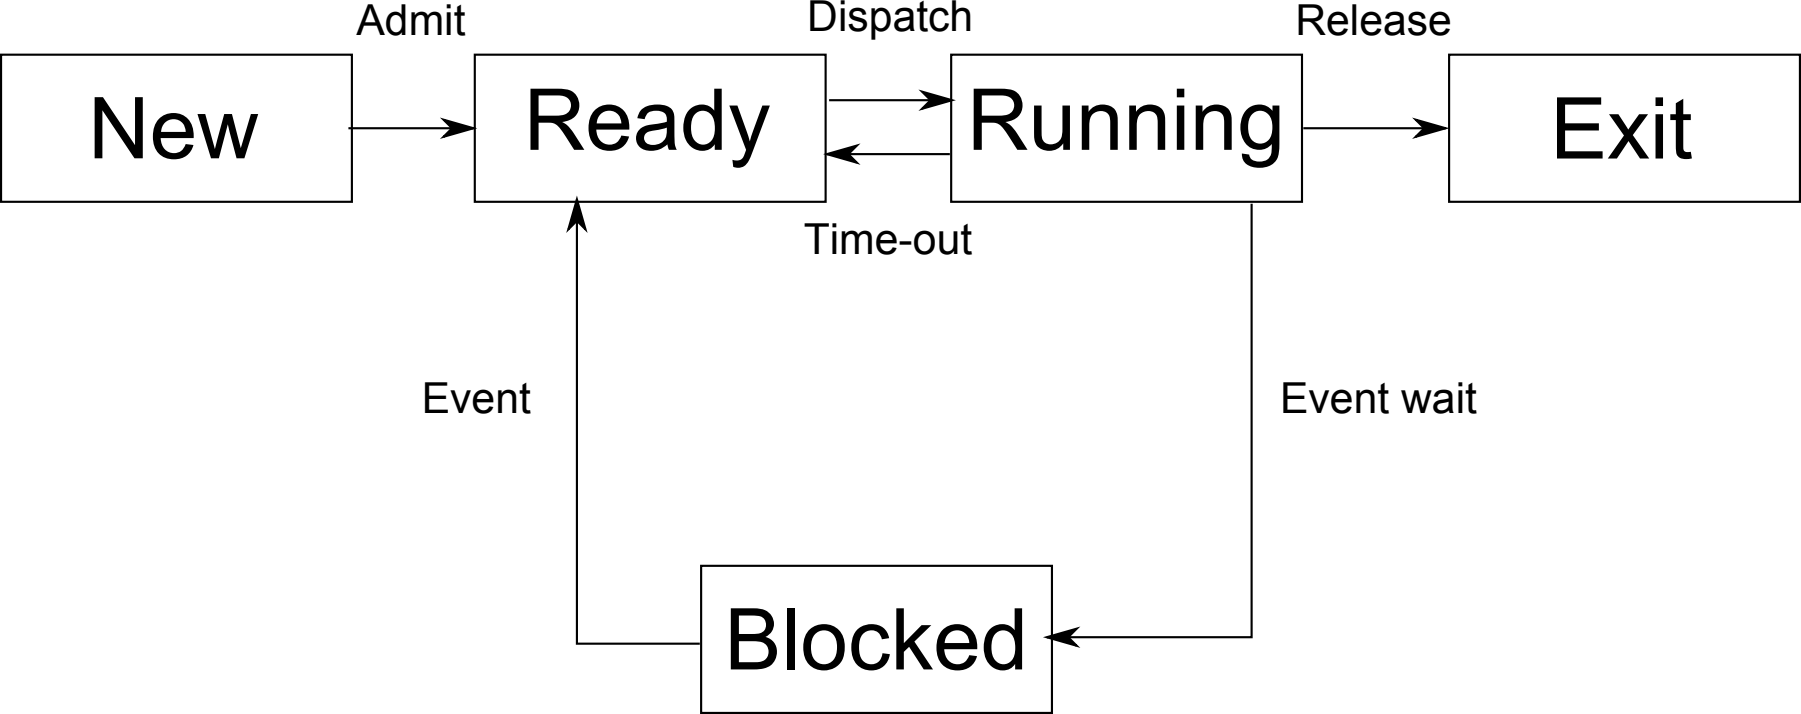 Admit
Dispatch
Release
New
Ready
Running
Exit
Time-out
Event
Event wait
Blocked